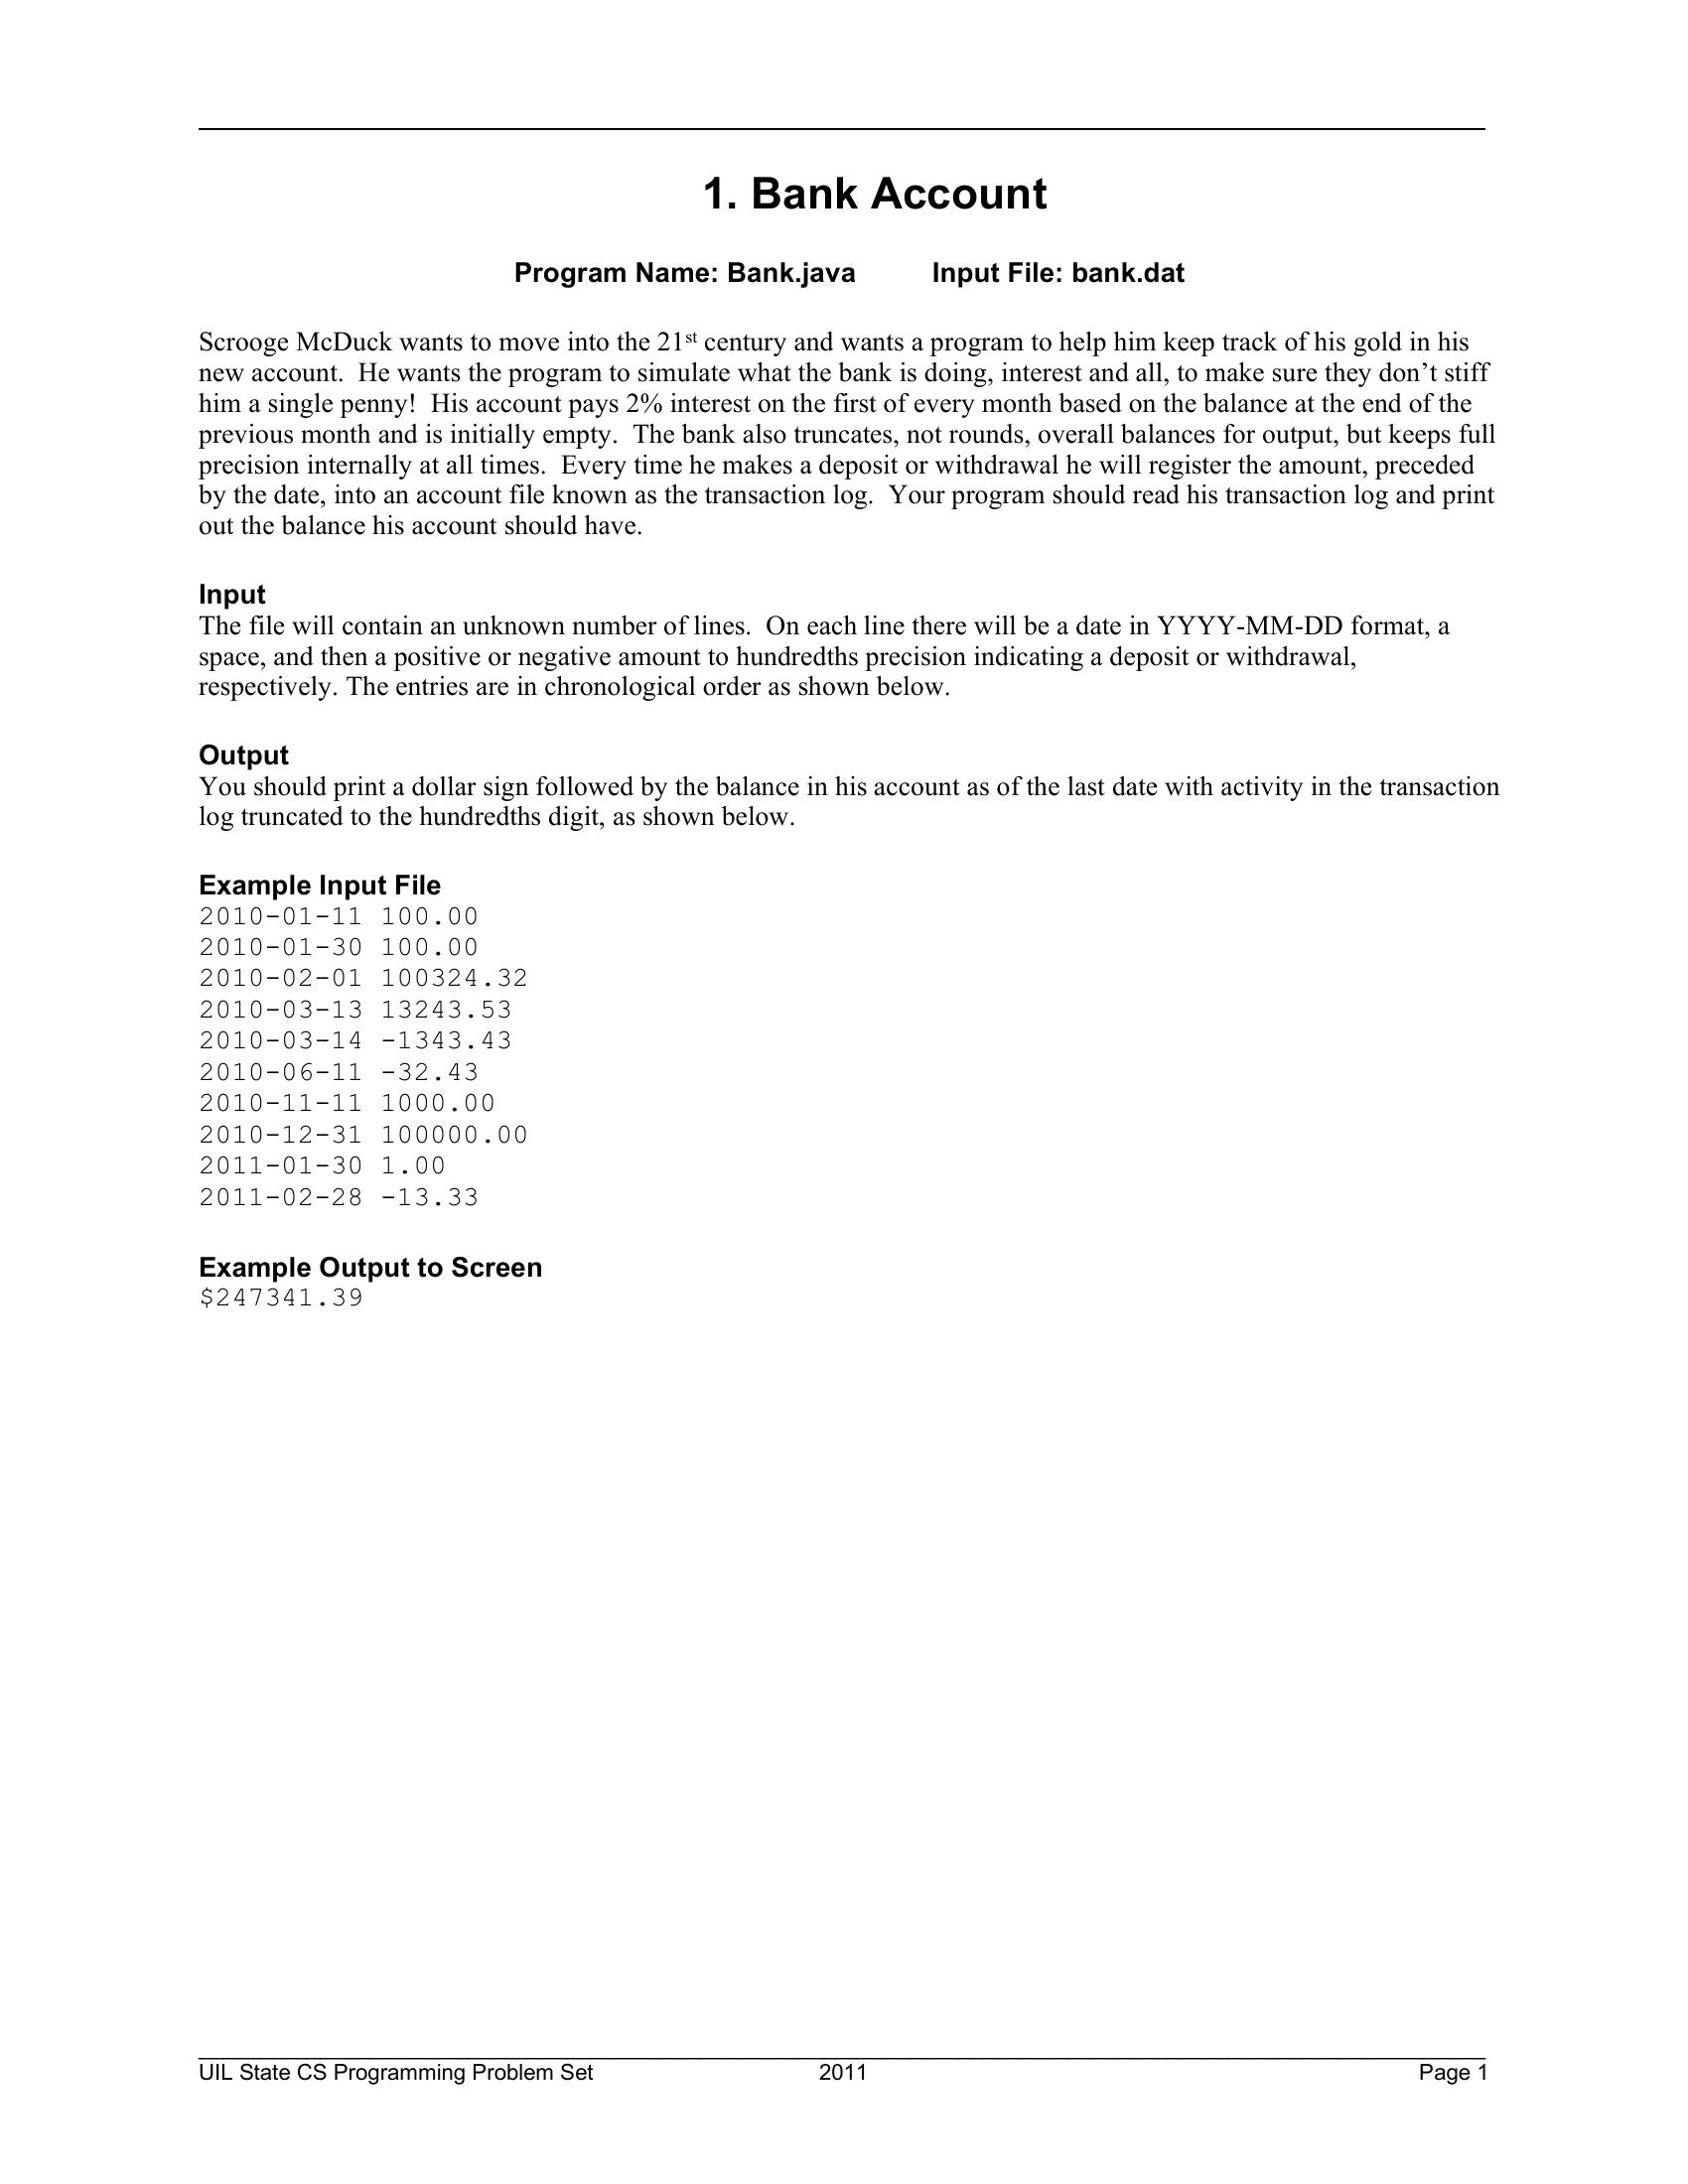 1. Bank Account
Program Name: Bank.java Input File: bank.dat
Scrooge McDuck wants to move into the 21st century and wants a program to help him keep track of his gold in his
new account. He wants the program to simulate what the bank is doing, interest and all, to make sure they don’t stiff
him a single penny! His account pays 2% interest on the first of every month based on the balance at the end of the
previous month and is initially empty. The bank also truncates, not rounds, overall balances for output, but keeps full
precision internally at all times. Every time he makes a deposit or withdrawal he will register the amount, preceded
by the date, into an account file known as the transaction log. Your program should read his transaction log and print
out the balance his account should have.
Input
The file will contain an unknown number of lines. On each line there will be a date in YYYY-MM-DD format, a
space, and then a positive or negative amount to hundredths precision indicating a deposit or withdrawal,
respectively. The entries are in chronological order as shown below.
Output
You should print a dollar sign followed by the balance in his account as of the last date with activity in the transaction
log truncated to the hundredths digit, as shown below.
Example Input File
2010-01-11 100.00
2010-01-30 100.00
2010-02-01 100324.32
2010-03-13 13243.53
2010-03-14 -1343.43
2010-06-11 -32.43
2010-11-11 1000.00
2010-12-31 100000.00
2011-01-30 1.00
2011-02-28 -13.33
Example Output to Screen
$247341.39
UIL State CS Programming Problem Set 2011 Page 1